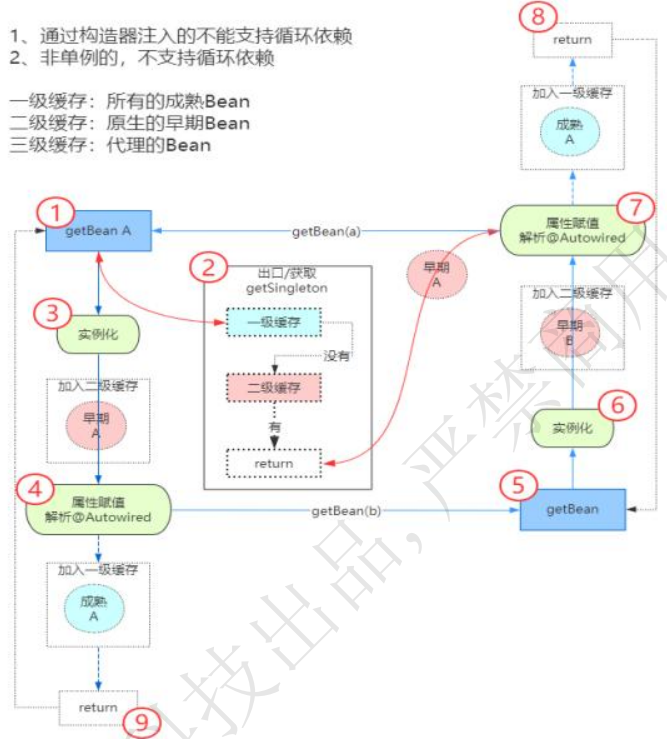 1、通过构造器注入的不能支持循环依赖
2、非单例的，不支持循环依赖
一级缓存：所有的成熟Bean
二级缓存：原生的早期Bean
三级缓存：代理的Bean
1
getBean A
getBean(a)
2
出口/获取
getSingleton
一级缓存
没有
二级缓存
有
return
3
实例化
加入二级缓存
早期
A
4
属性赋值
解析@Autowired
getBean(b)
加入一级缓存
成熟
A
return
9
8
return
加入一级缓存
成熟
A
7
属性赋值
解析@Autowired
早期
A
加入二级缓存
早期
B
6
实例化
5
getBean
技出品，严禁商用